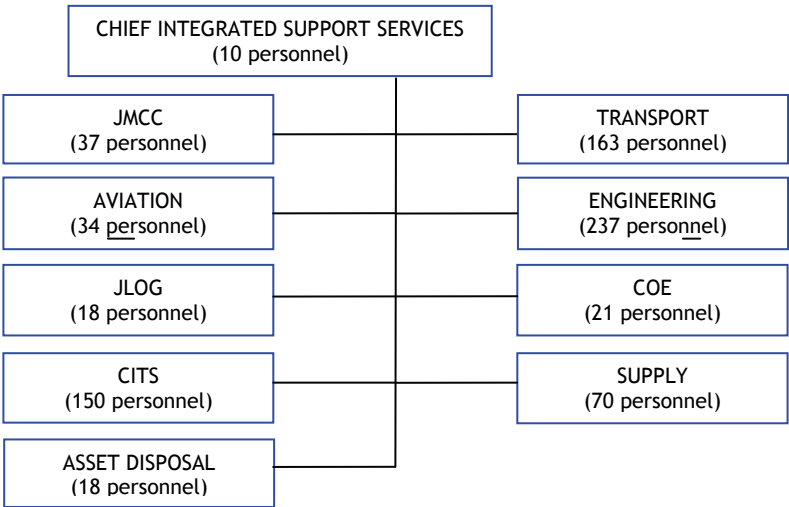 CHIEF INTEGRATED SUPPORT SERVICES
(10 personnel)
JMCC
(37 personnel)
TRANSPORT
(163 personnel)
AVIATION
(34 personnel)
ENGINEERING
(237 personnel)
JLOG
(18 personnel)
COE
(21 personnel)
CITS
(150 personnel)
SUPPLY
(70 personnel)
ASSET DISPOSAL
(18 personnel)